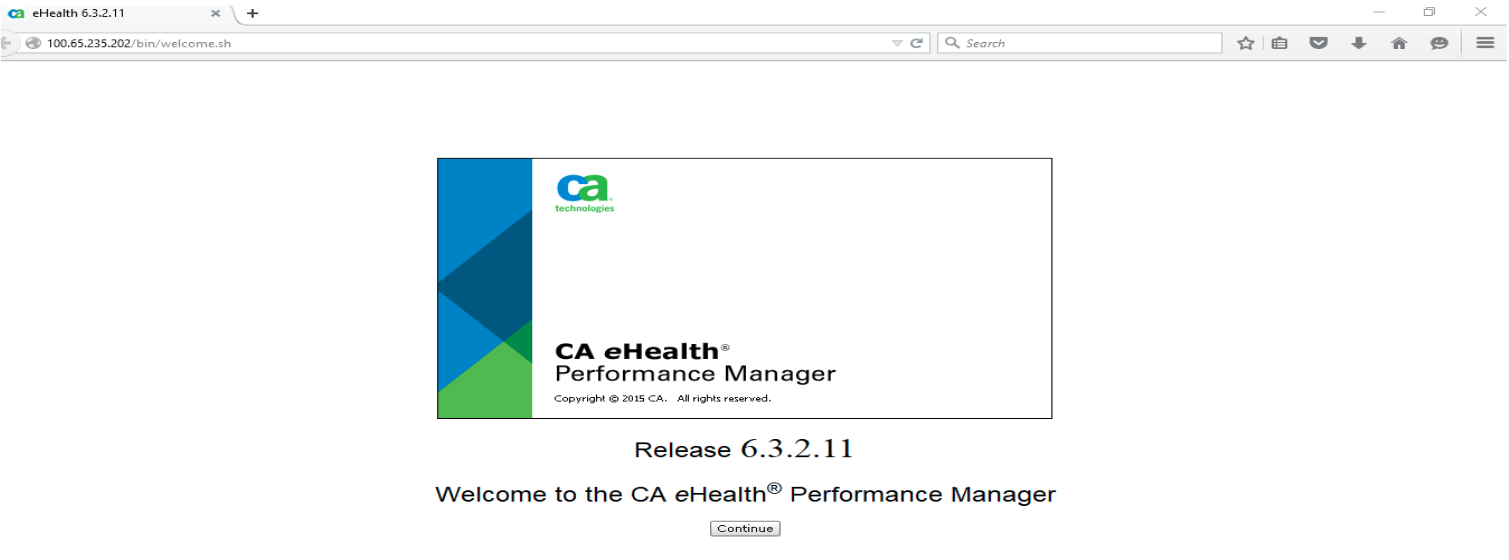 eHealth 6.3.2.11
100.65.235.202/bin/welcome.sh
Search
ca
technologies
CA eHealth®
Performance Manager
Copyright © 2015 CA. All rights reserved.
Release 6.3.2.11
Welcome to the CA eHealth® Performance Manager
Continue